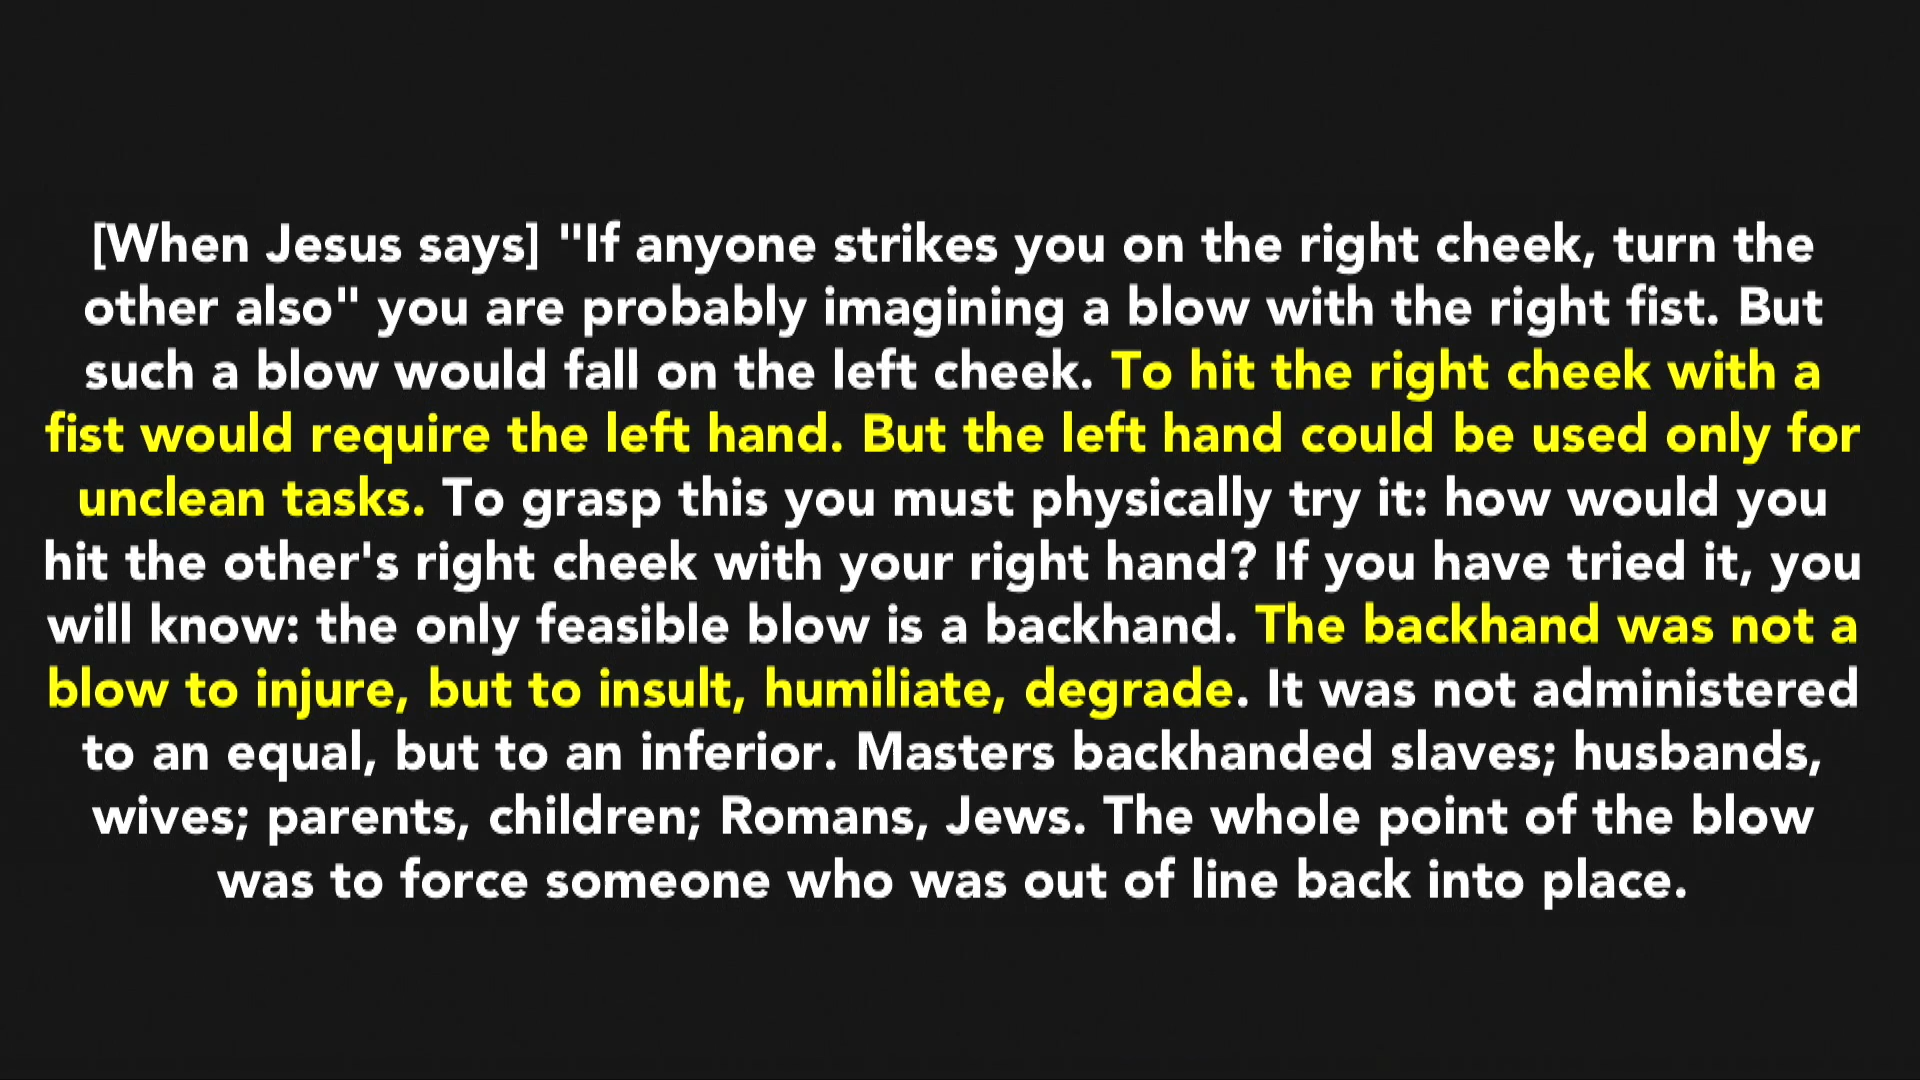 [When Jesus says] "If anyone strikes you on the right cheek, turn the
other also" you are probably imagining a blow with the right fist. But
such a blow would fall on the left cheek. To hit the right cheek with a
fist would require the left hand. But the left hand could be used only for
unclean tasks. To grasp this you must physically try it: how would you
hit the other's right cheek with your right hand? If you have tried it, you
will know: the only feasible blow is a backhand. The backhand was not a
blow to injure, but to insult, humiliate, degrade. It was not administered
to an equal, but to an inferior. Masters backhanded slaves; husbands,
wives; parents, children; Romans, Jews. The whole point of the blow
was to force someone who was out of line back into place.